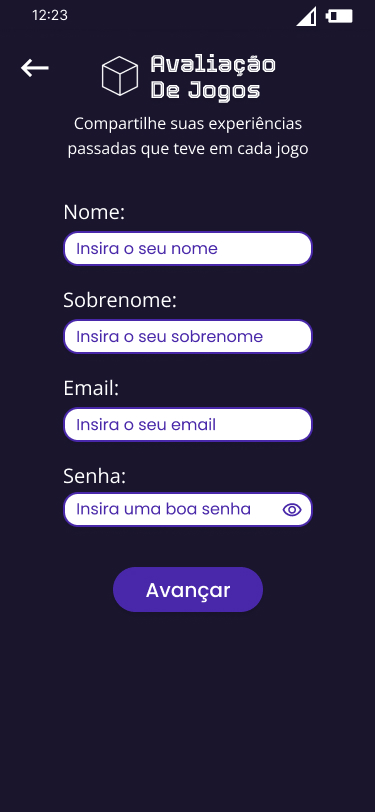 12:23
Avaliação
De Jogos
Compartilhe suas experiências
passadas que teve em cada jogo
Nome:
Insira o seu nome
Sobrenome:
Insira o seu sobrenome
Email:
Insira o seu email
Senha:
Insira uma boa senha
Avançar